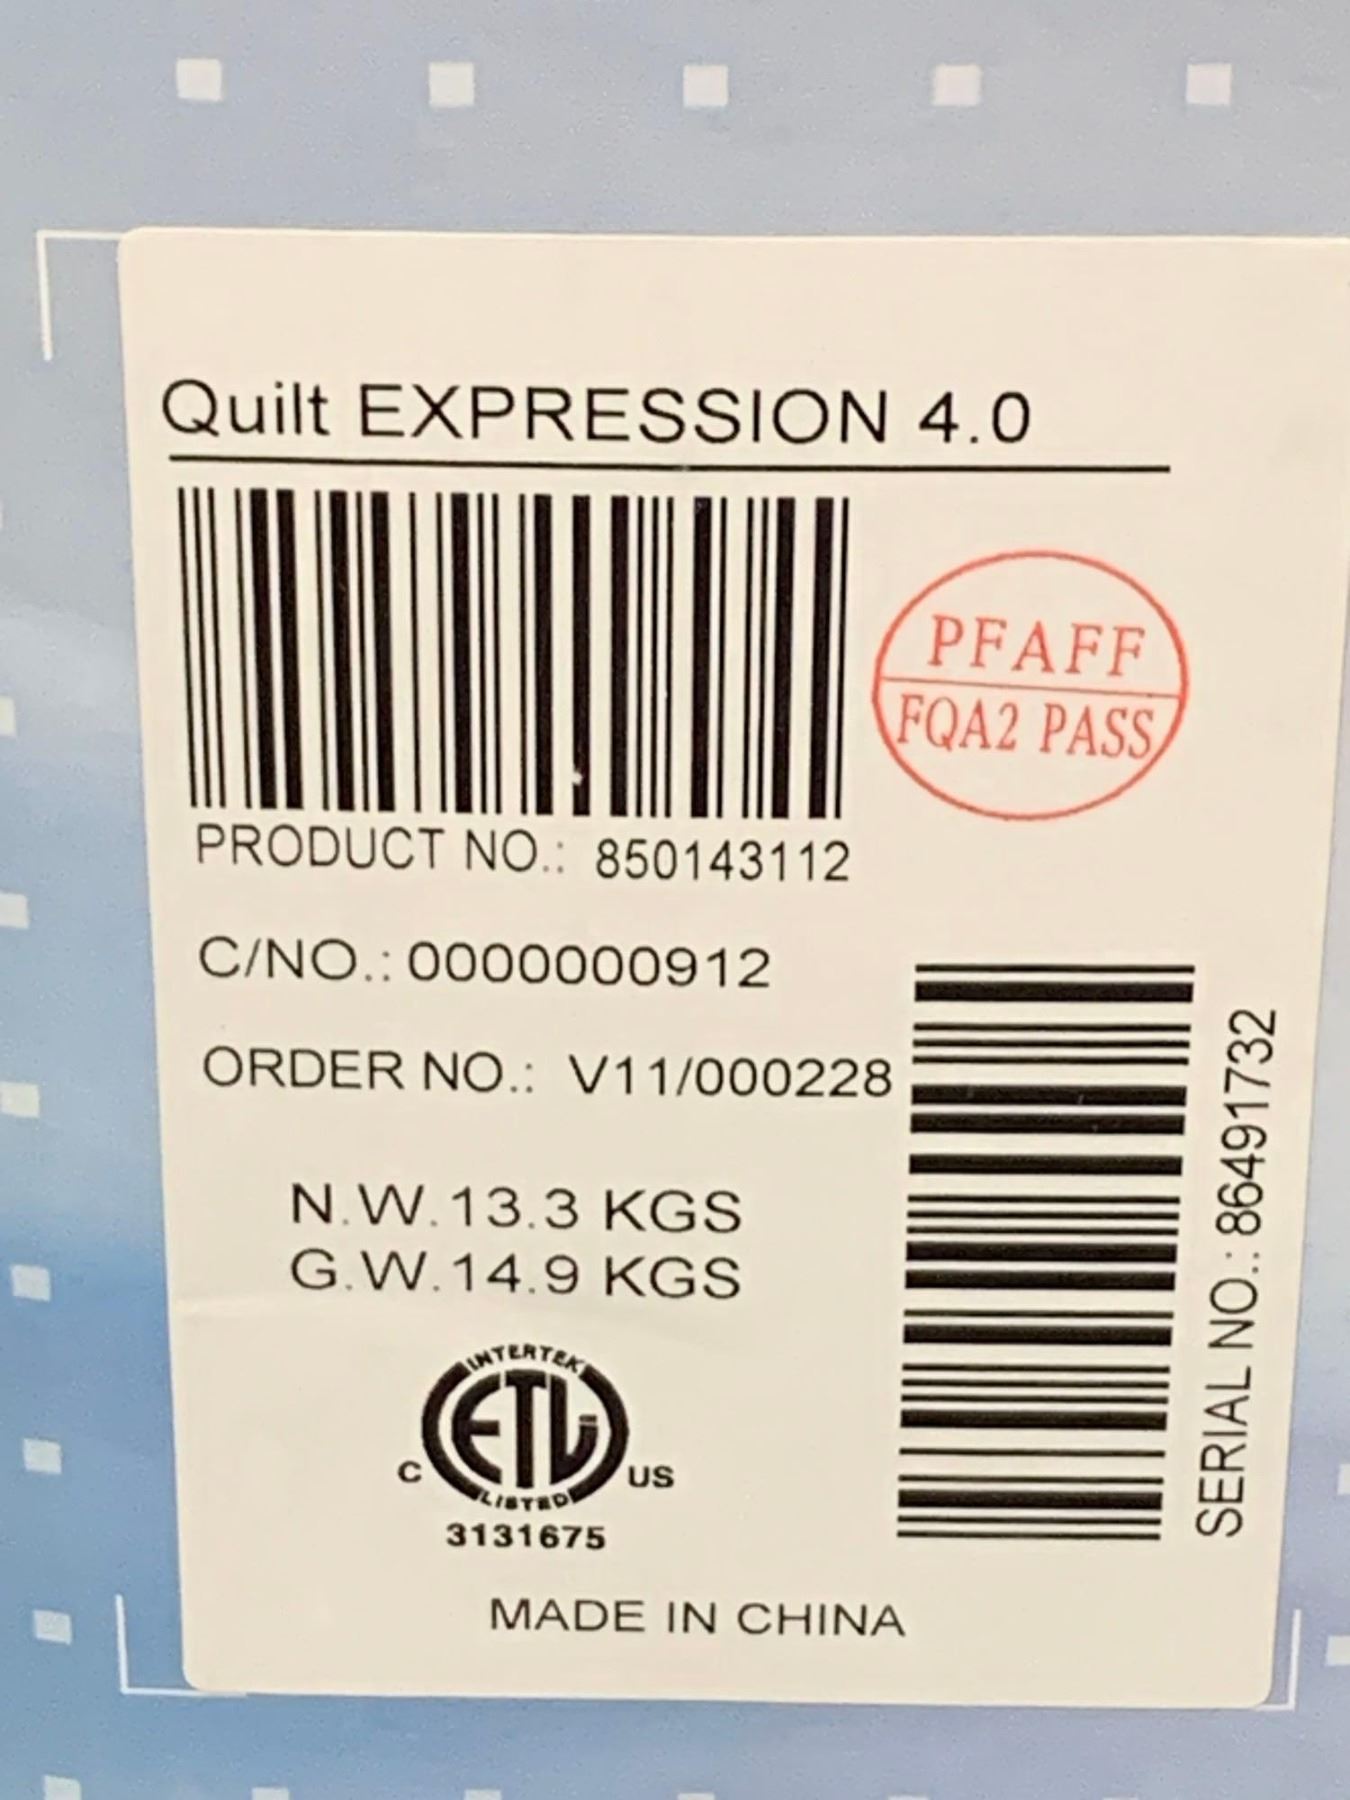 Quilt EXPRESSION 4.0
PFAFF
FQA2 PASS
PRODUCT NO.: 850143112
C/NO.: 0000000912
ORDER NO.: V11/000228
SERIAL NO.: 86491732
N.W.13.3 KGS
G.W.14.9 KGS
INTERTEK
ETL
LISTED
C US
3131675
MADE IN CHINA